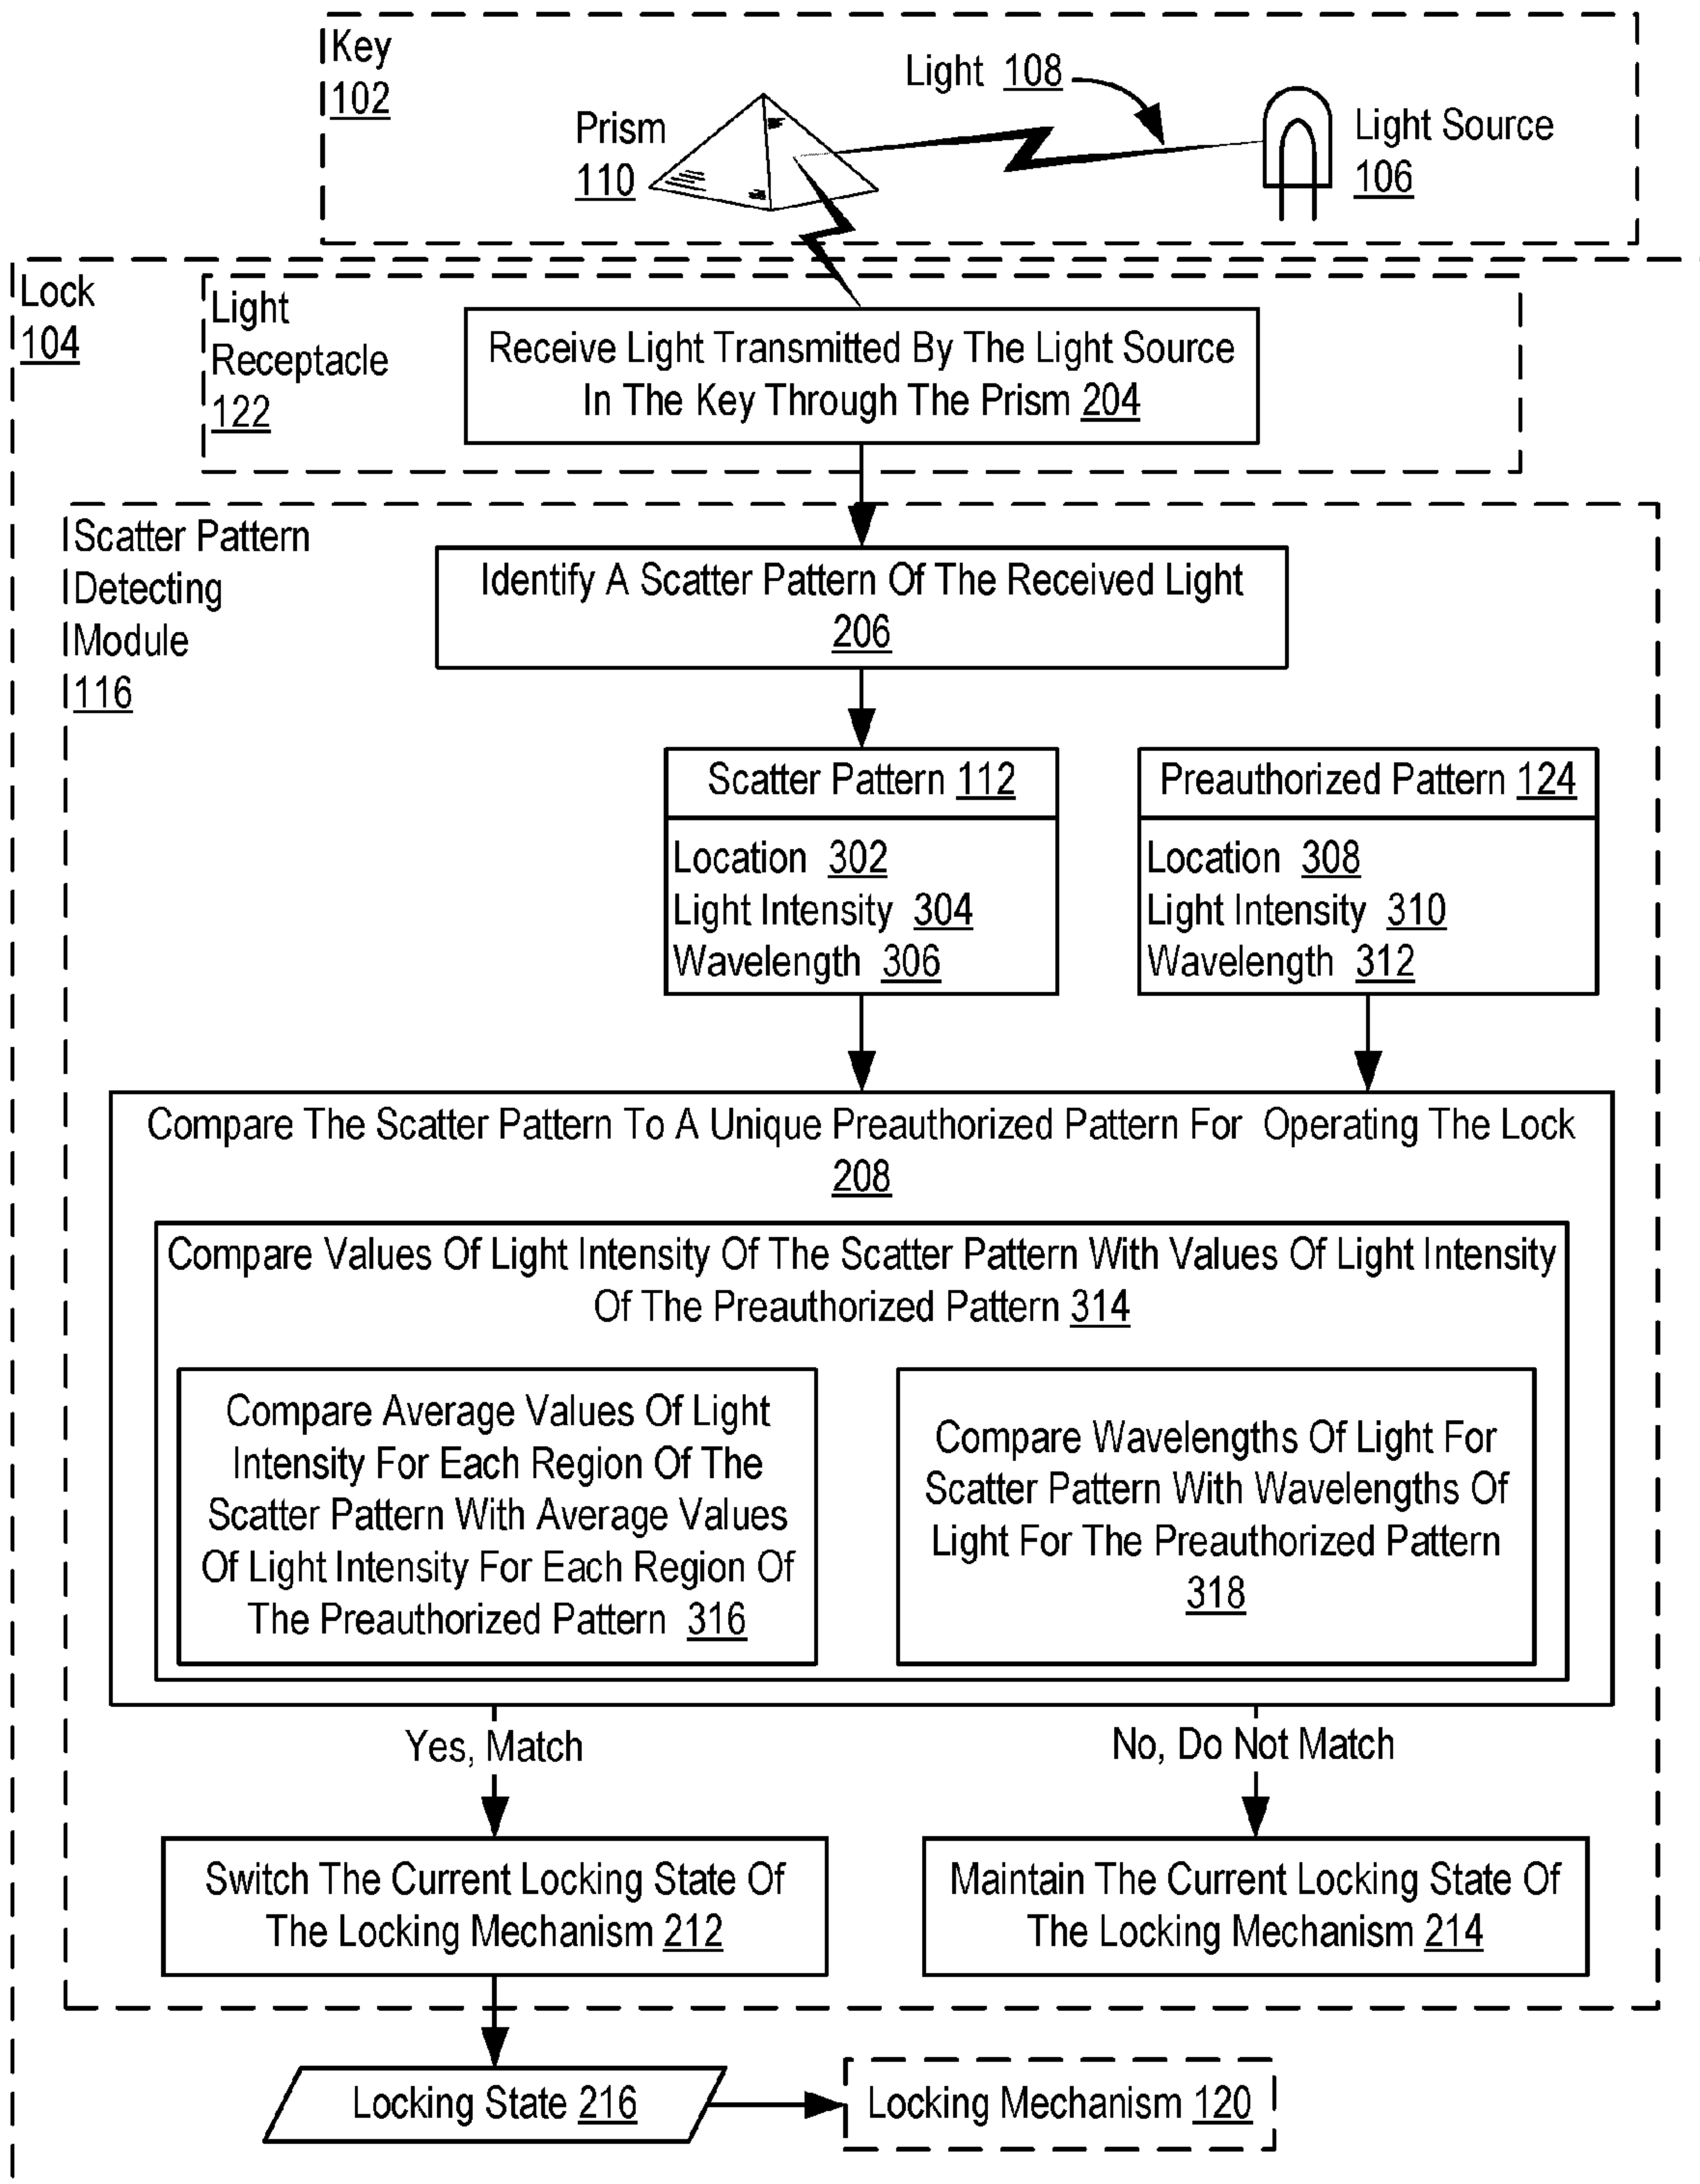 Key
102
Light 108
Prism
110
Light Source
106
Lock
104
Light
Receptacle
122
Receive Light Transmitted By The Light Source
In The Key Through The Prism 204
Scatter Pattern
Detecting
Module
116
Identify A Scatter Pattern Of The Received Light
206
Scatter Pattern 112
Location 302
Light Intensity 304
Wavelength 306
Preauthorized Pattern 124
Location 308
Light Intensity 310
Wavelength 312
Compare The Scatter Pattern To A Unique Preauthorized Pattern For Operating The Lock
208
Compare Values Of Light Intensity Of The Scatter Pattern With Values Of Light Intensity
Of The Preauthorized Pattern 314
Compare Average Values Of Light
Intensity For Each Region Of The
Scatter Pattern With Average Values
Of Light Intensity For Each Region Of
The Preauthorized Pattern 316
Compare Wavelengths Of Light For
Scatter Pattern With Wavelengths Of
Light For The Preauthorized Pattern
318
Yes, Match
No, Do Not Match
Switch The Current Locking State Of
The Locking Mechanism 212
Maintain The Current Locking State Of
The Locking Mechanism 214
Locking State 216
Locking Mechanism 120